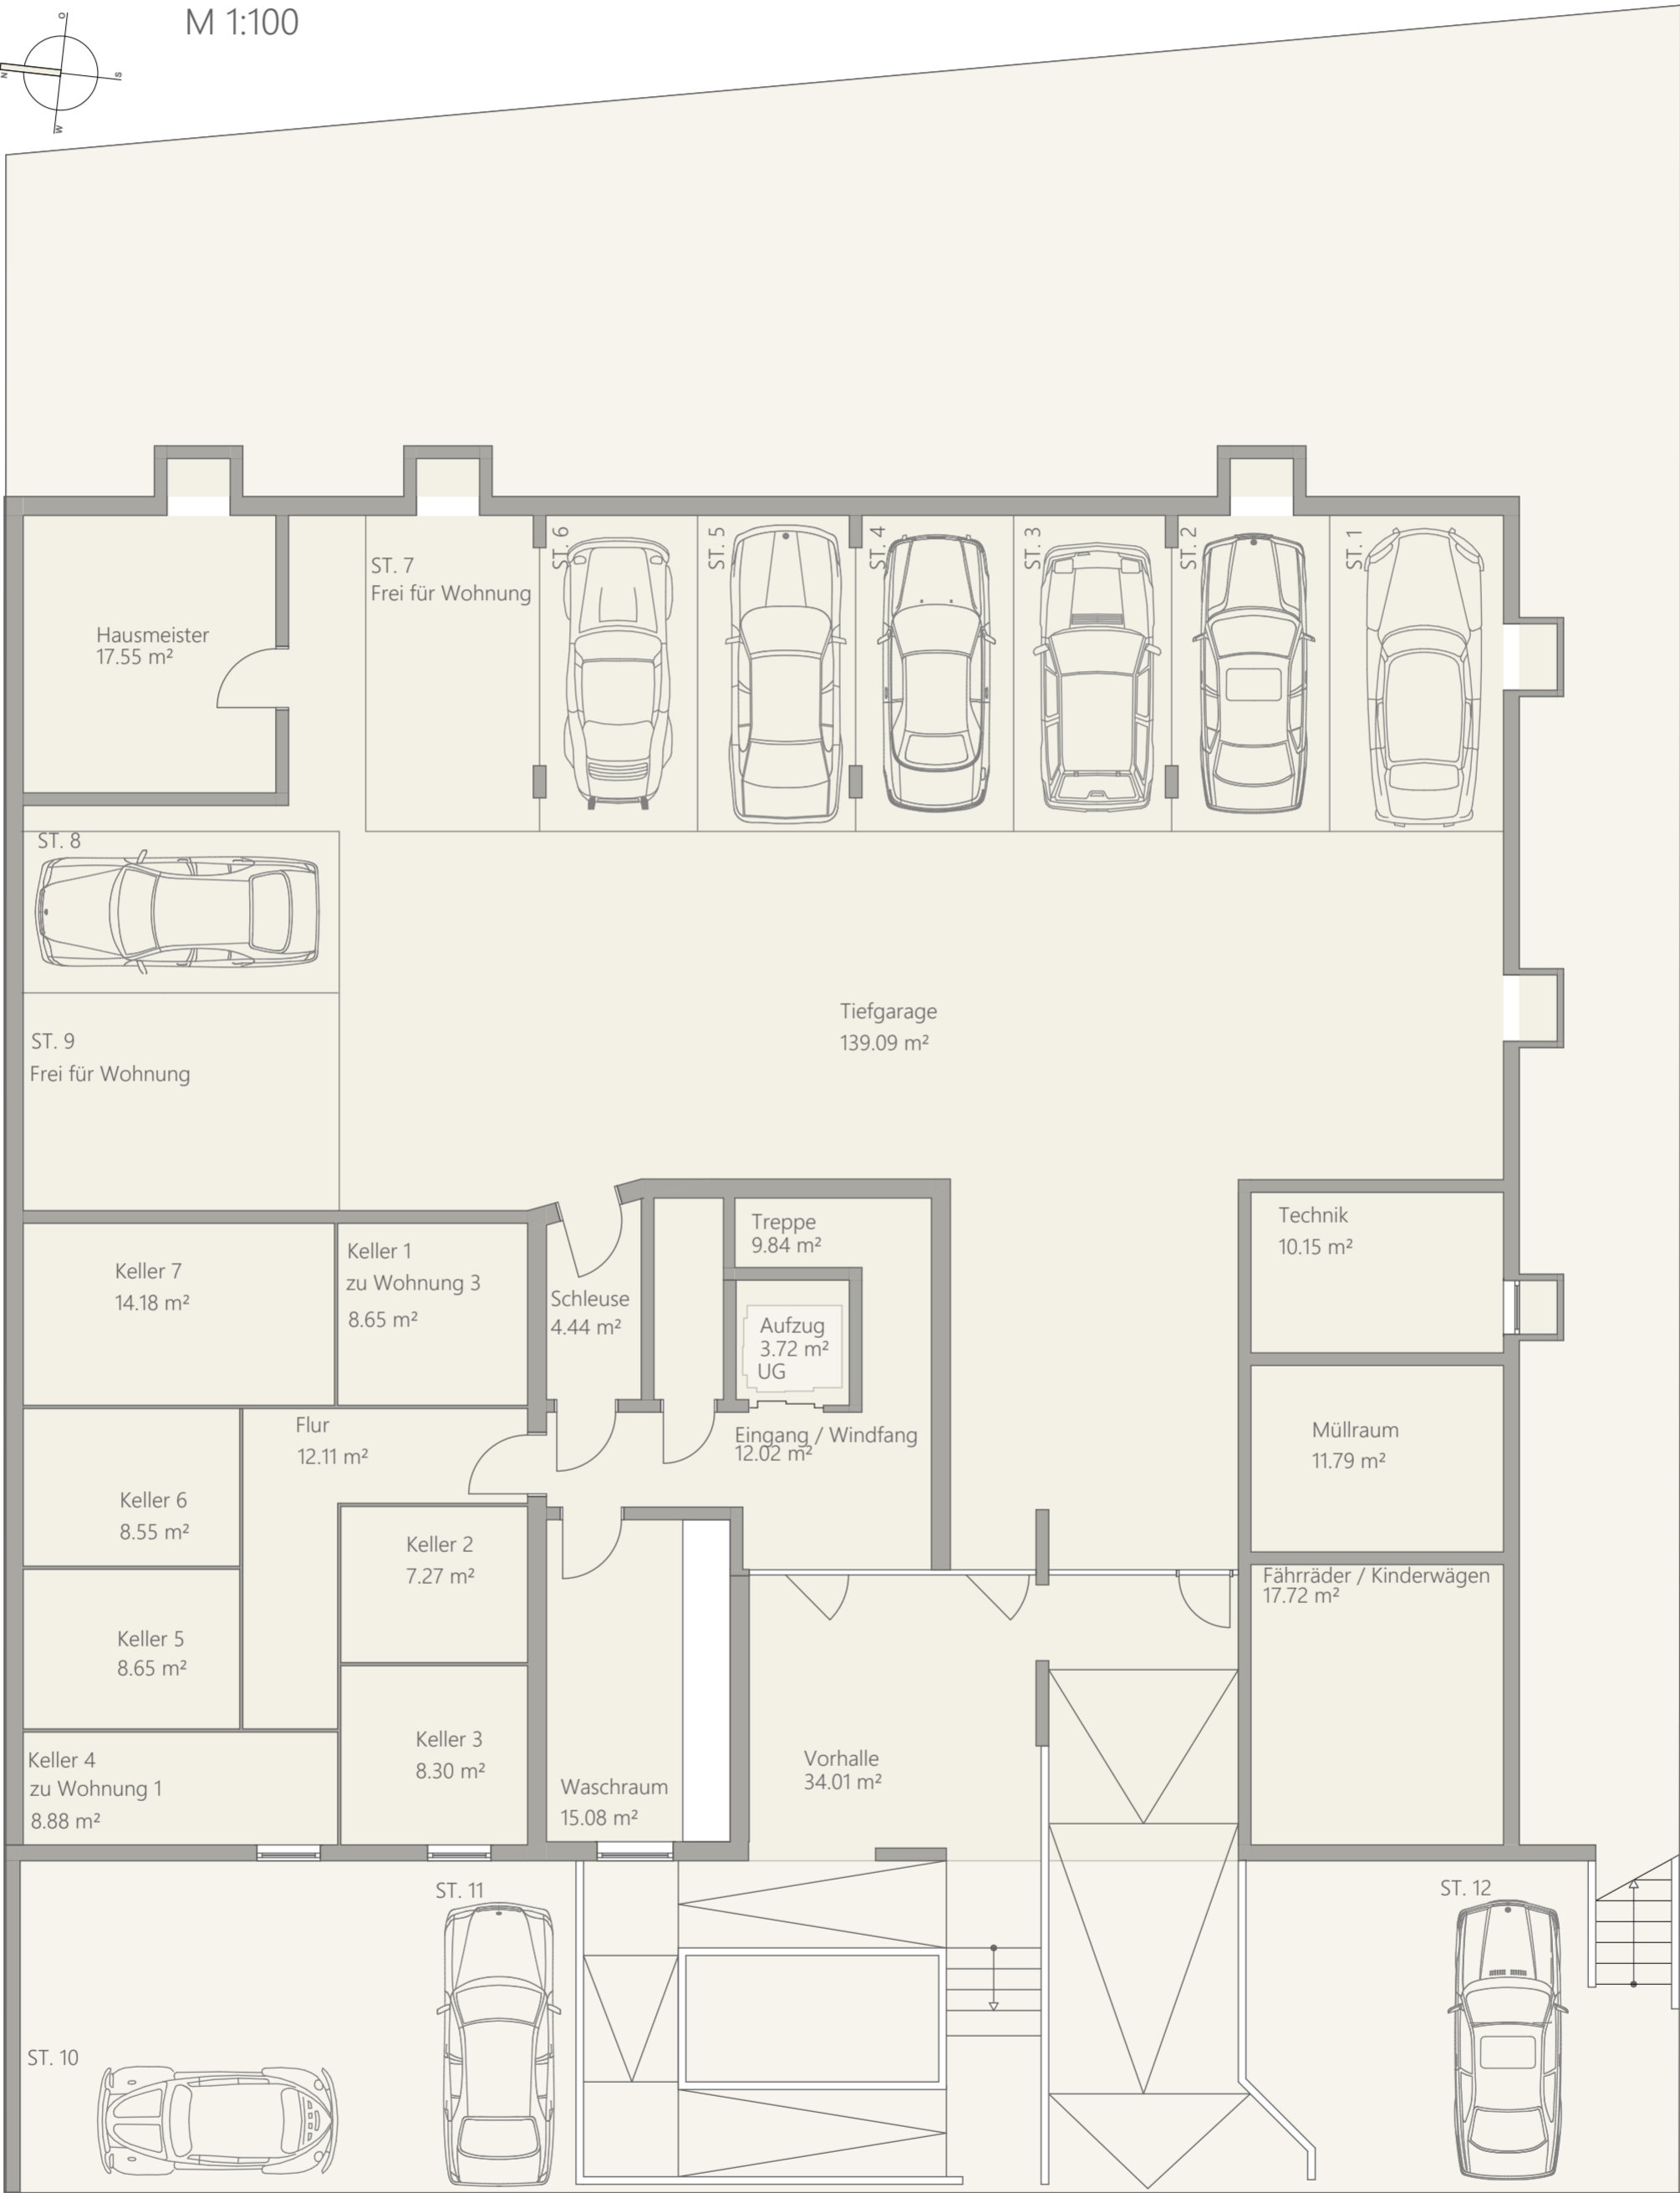 M 1:100
O
N
S
W
ST. 6
ST. 5
ST. 4
ST. 3
ST. 2
ST. 1
ST. 7
Frei für Wohnung
Hausmeister
17.55 m²
ST. 8
Tiefgarage
139.09 m²
ST. 9
Frei für Wohnung
Keller 7
14.18 m²
Keller 1
zu Wohnung 3
8.65 m²
Schleuse
4.44 m²
Treppe
9.84 m²
Aufzug
3.72 m²
UG
Technik
10.15 m²
Flur
12.11 m²
Eingang / Windfang
12.02 m²
Müllraum
11.79 m²
Keller 6
8.55 m²
Keller 2
7.27 m²
Fährräder / Kinderwägen
17.72 m²
Keller 5
8.65 m²
Keller 3
8.30 m²
Keller 4
zu Wohnung 1
8.88 m²
Waschraum
15.08 m²
Vorhalle
34.01 m²
ST. 11
ST. 12
ST. 10